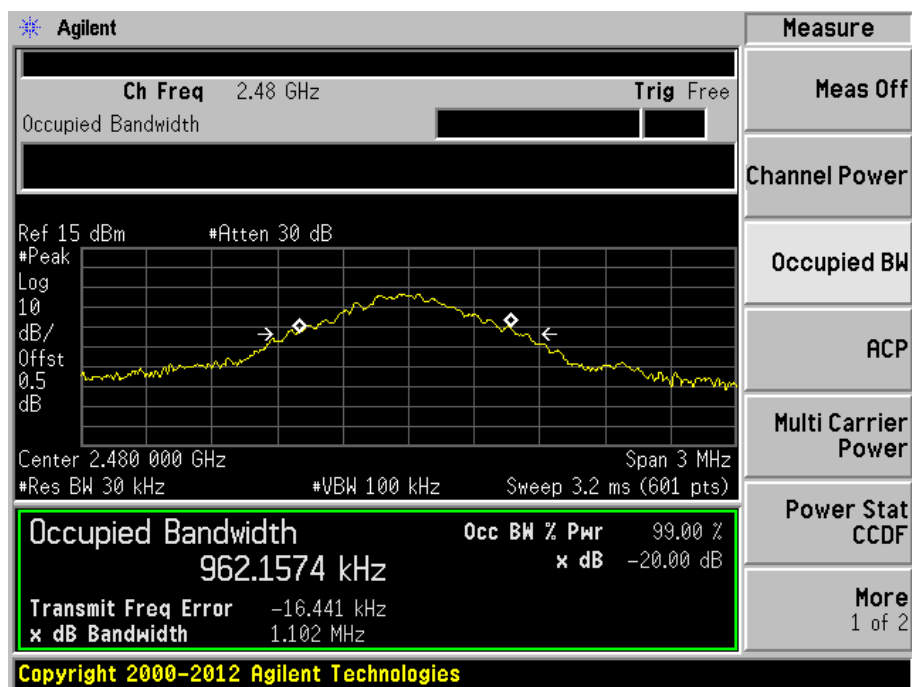 Agilent
Measure
Ch Freq 2.48 GHz Trig Free
Occupied Bandwidth
Meas Off
Channel Power
Occupied BW
ACP
Multi Carrier
Power
Power Stat
CCDF
More
1 of 2
Ref 15 dBm #Atten 30 dB
#Peak
Log
10
dB/
Offst
0.5
dB
Center 2.480 000 GHz Span 3 MHz
#Res BW 30 kHz #VBW 100 kHz Sweep 3.2 ms (601 pts)
Occupied Bandwidth Occ BW % Pwr 99.00 %
962.1574 kHz x dB -20.00 dB
Transmit Freq Error -16.441 kHz
x dB Bandwidth 1.102 MHz
Copyright 2000-2012 Agilent Technologies